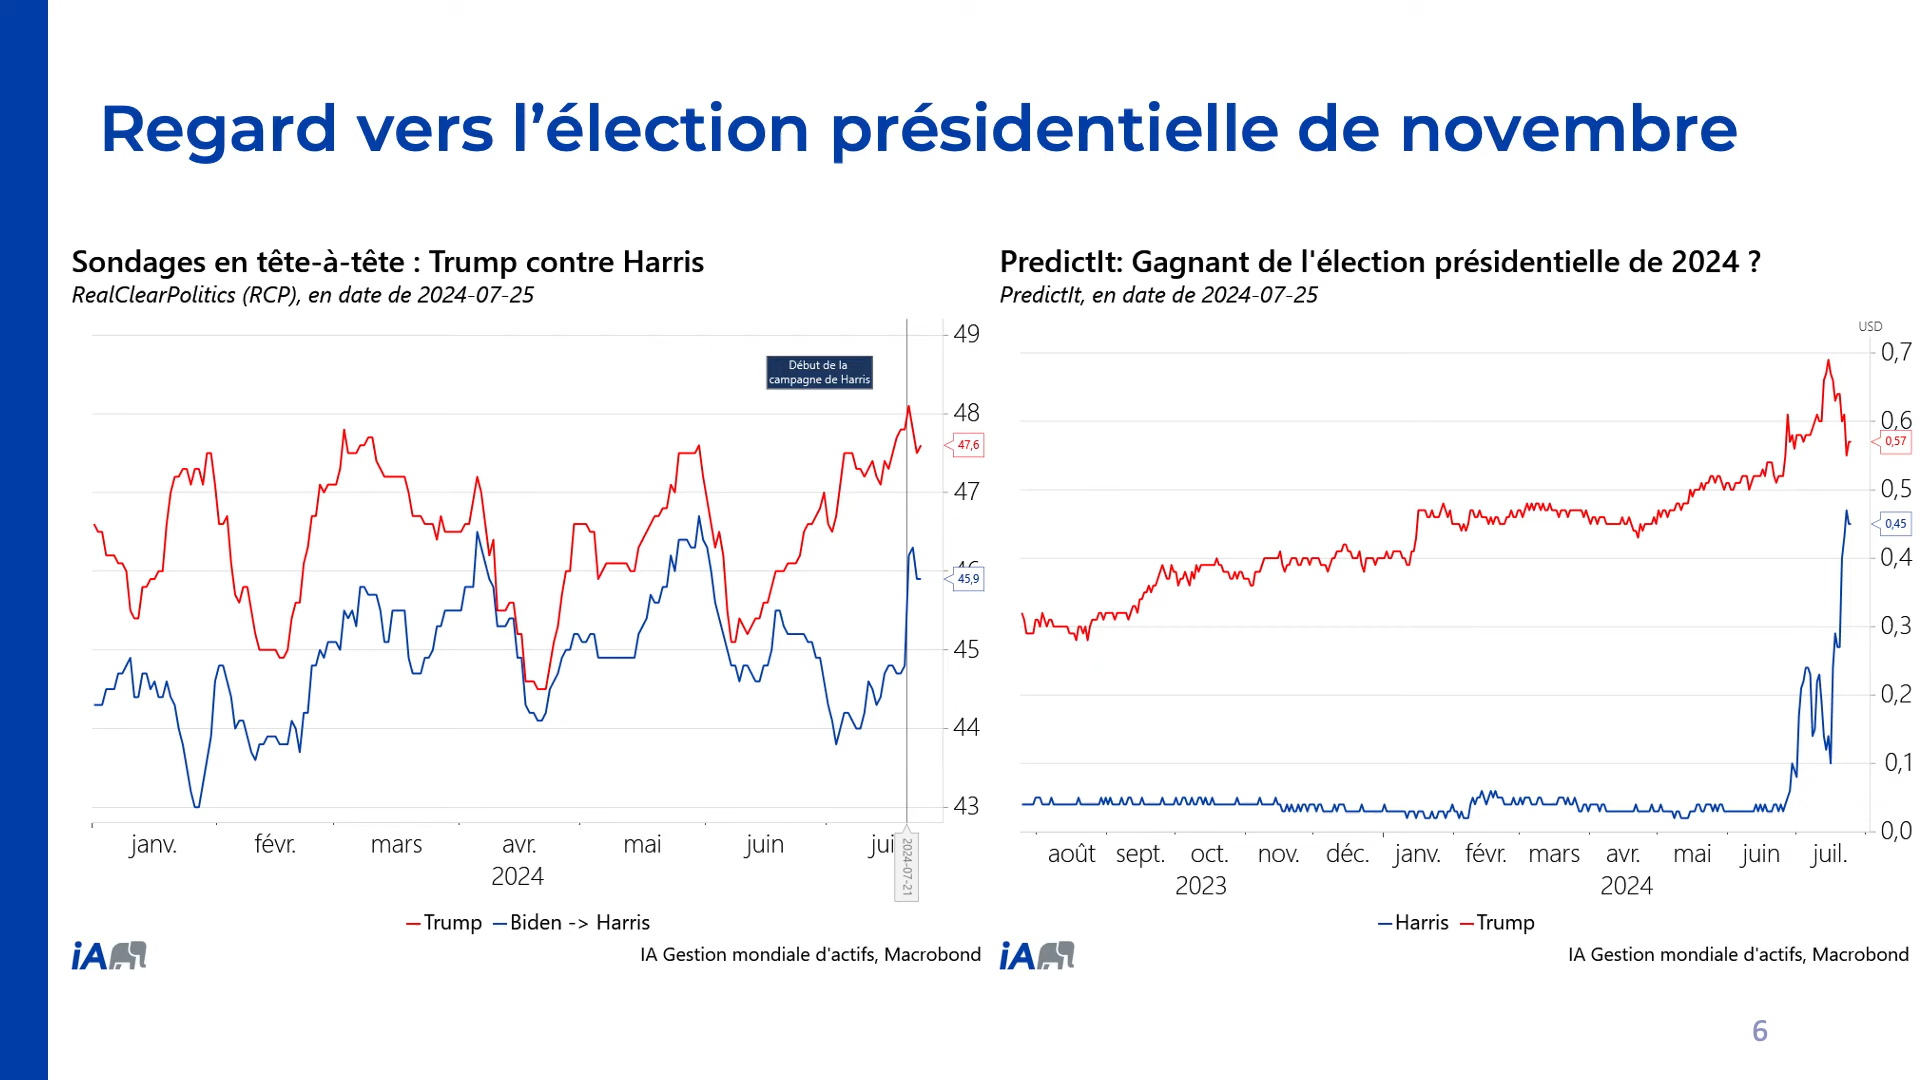 Regard vers l’élection présidentielle de novembre
Sondages en tête-à-tête : Trump contre Harris
RealClearPolitics (RCP), en date de 2024-07-25
Début de la
campagne de Harris
49
48
47,6
47
46
45,9
45
44
43
janv.
févr.
mars
avr.
mai
juin
2024
2024-07-21
Trump
Biden -> Harris
iA
IA Gestion mondiale d'actifs, Macrobond
PredictIt: Gagnant de l'élection présidentielle de 2024 ?
PredictIt, en date de 2024-07-25
USD
0,7
0,6
0,57
0,5
0,45
0,4
0,3
0,2
0,1
0,0
août
sept.
oct.
nov.
déc.
janv.
févr.
mars
avr.
mai
juin
juil.
2023
2024
Harris
Trump
iA
IA Gestion mondiale d'actifs, Macrobond
6